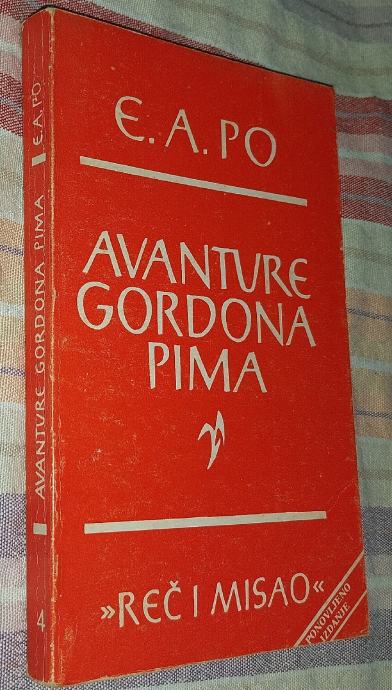 E. A. PO
AVANTURE
GORDONA
PIMA
»REČ I MISAO«
PONOVLJENO
IZDANJE
4 AVANTURE GORDONA PIMA E. A. PO